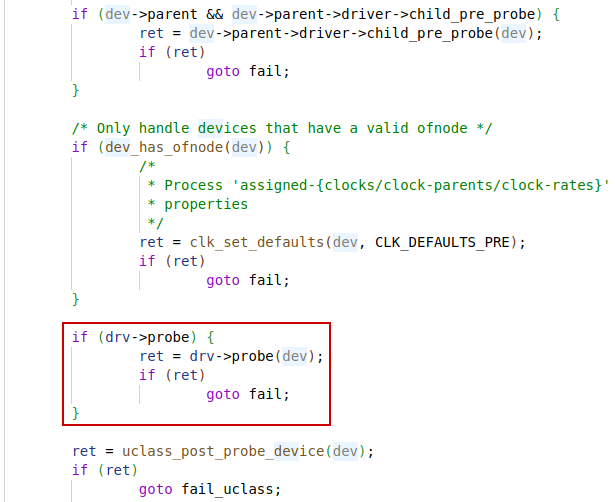 if (dev->parent && dev->parent->driver->child_pre_probe) {
ret = dev->parent->driver->child_pre_probe(dev);
if (ret)
goto fail;
}
/* Only handle devices that have a valid ofnode */
if (dev_has_ofnode(dev)) {
/*
* Process 'assigned-{clocks/clock-parents/clock-rates}'
* properties
*/
ret = clk_set_defaults(dev, CLK_DEFAULTS_PRE);
if (ret)
goto fail;
}
if (drv->probe) {
ret = drv->probe(dev);
if (ret)
goto fail;
}
ret = uclass_post_probe_device(dev);
if (ret)
goto fail_uclass;